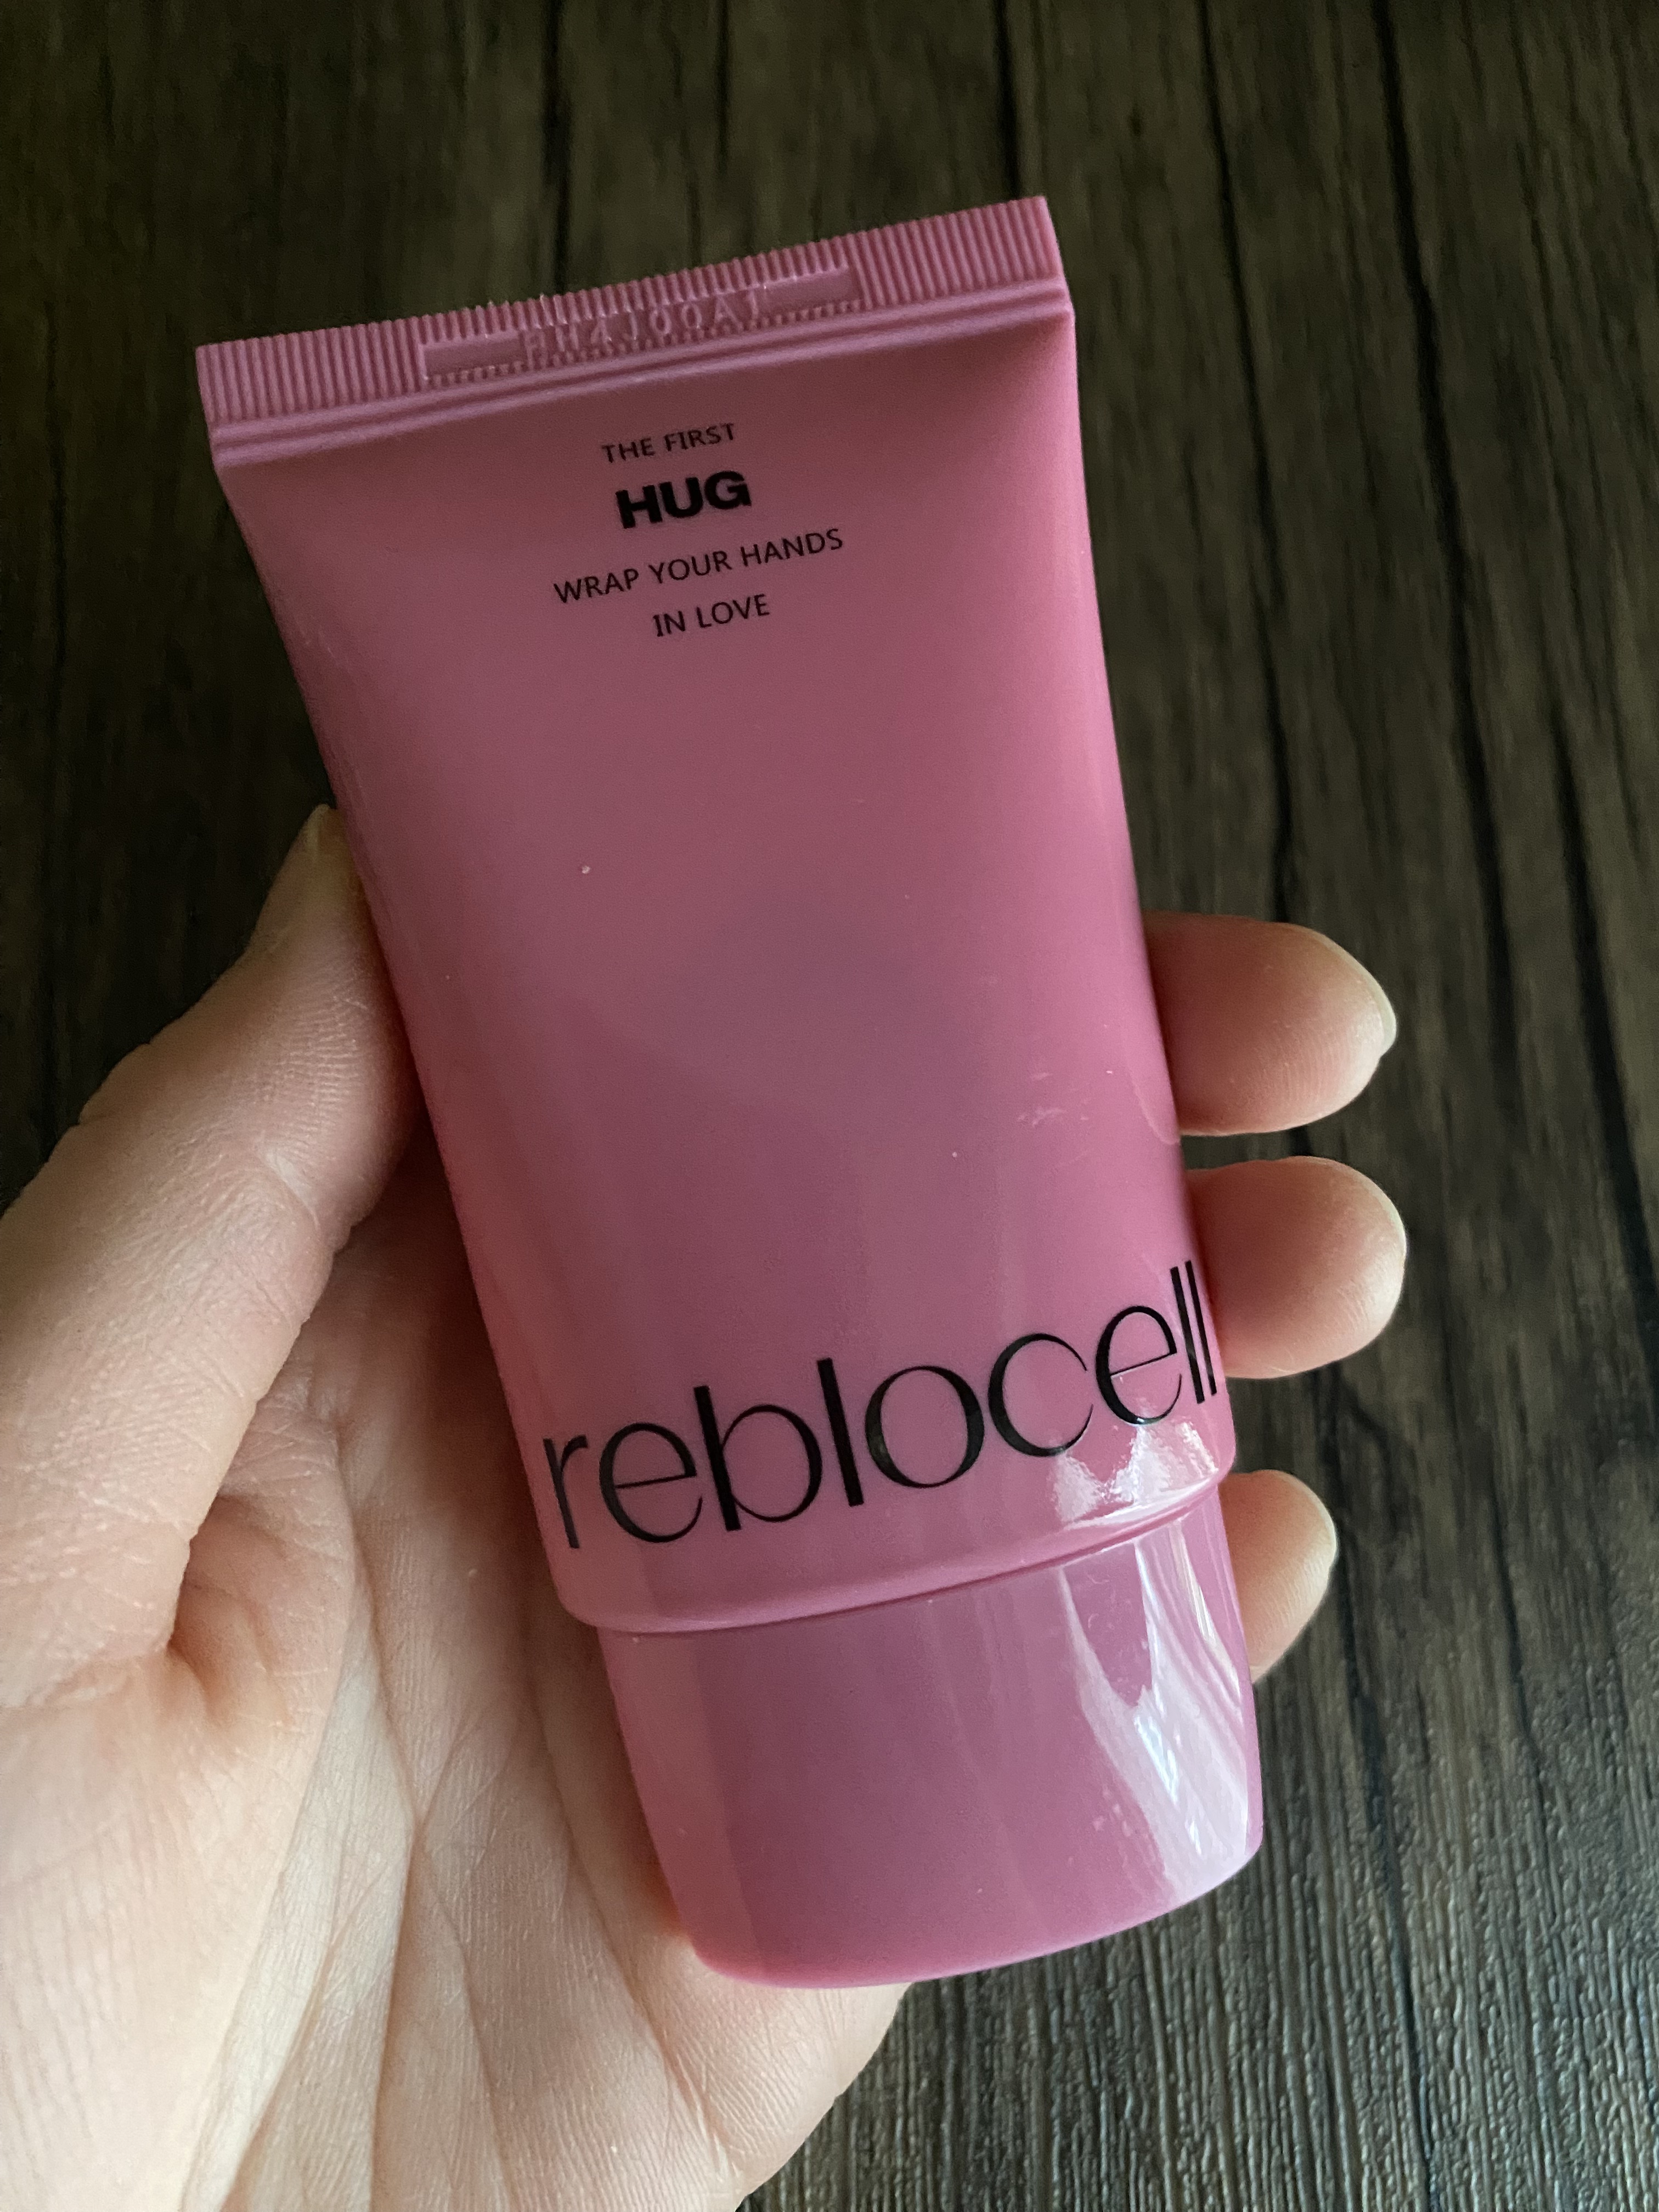 THE FIRST
HUG
WRAP YOUR HANDS
IN LOVE
reblocell